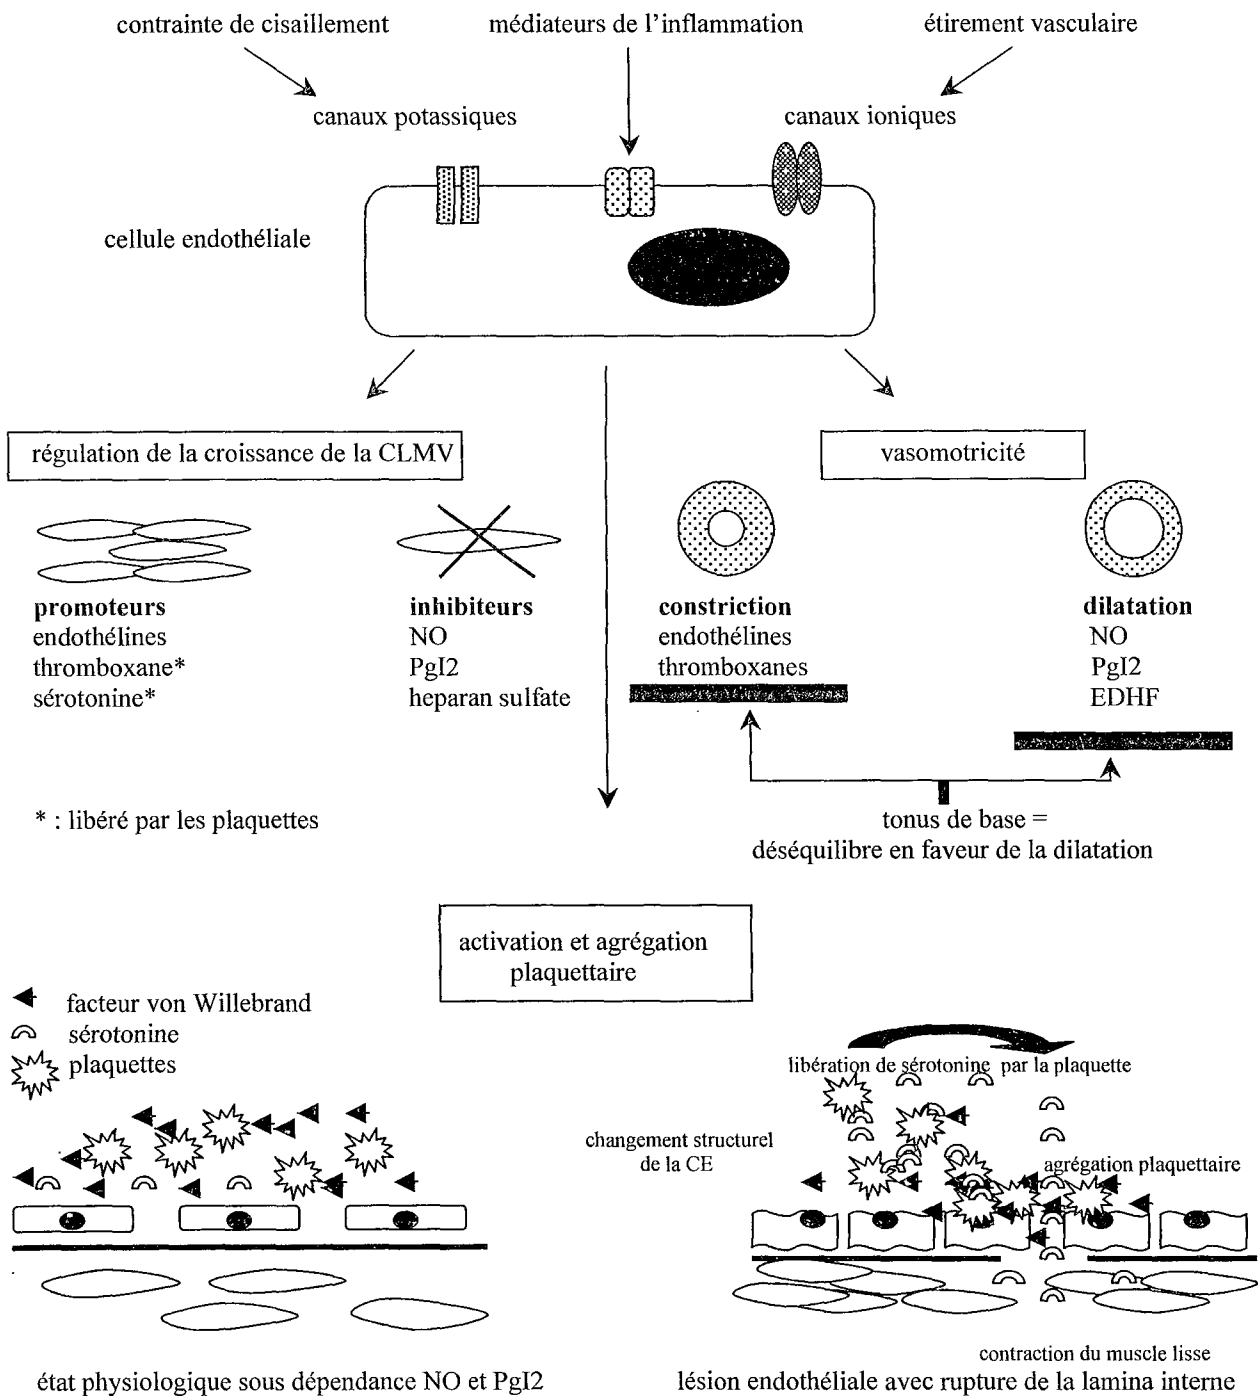 contrainte de cisaillement
médiateurs de l'inflammation
étirement vasculaire
canaux potassiques
canaux ioniques
cellule endothéliale
régulation de la croissance de la CLMV
vasomotricité
promoteurs
endothélines
thromboxane*
sérotonine*
inhibiteurs
NO
PgI2
heparan sulfate
constriction
endothélines
thromboxanes
dilatation
NO
PgI2
EDHF
* : libéré par les plaquettes
tonus de base =
déséquilibre en faveur de la dilatation
activation et agrégation
plaquettaire
facteur von Willebrand
sérotonine
plaquettes
libération de sérotonine par la plaquette
changement structurel
de la CE
agrégation plaquettaire
contraction du muscle lisse
état physiologique sous dépendance NO et PgI2
lésion endothéliale avec rupture de la lamina interne